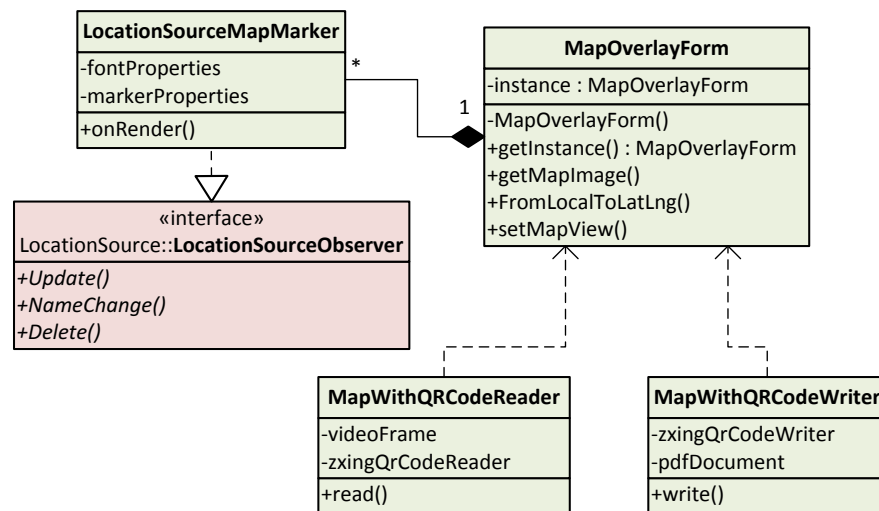 LocationSourceMapMarker
-fontProperties
-markerProperties
+onRender()
*
1
MapOverlayForm
-instance : MapOverlayForm
-MapOverlayForm()
+getInstance() : MapOverlayForm
+getMapImage()
+FromLocalToLatLng()
+setMapView()
«interface»
LocationSource::LocationSourceObserver
+Update()
+NameChange()
+Delete()
MapWithQRCodeReader
-videoFrame
-zxingQrCodeReader
+read()
MapWithQRCodeWriter
-zxingQrCodeWriter
-pdfDocument
+write()